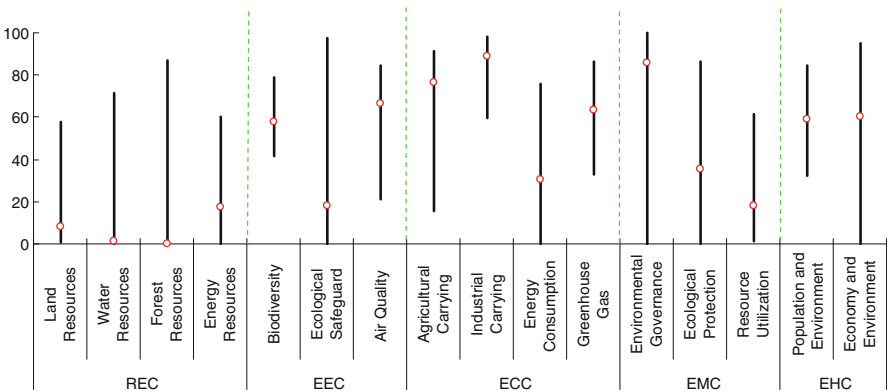 100
80
60
40
20
0
Land
Resources
Water
Resources
Forest
Resources
Energy
Resources
Biodiversity
Ecological
Safeguard
Air Quality
Agricultural
Carrying
Industrial
Carrying
Energy
Consumption
Greenhouse
Gas
Environmental
Governance
Ecological
Protection
Resource
Utilization
Population and
Environment
Economy and
Environment
REC
EEC
ECC
EMC
EHC